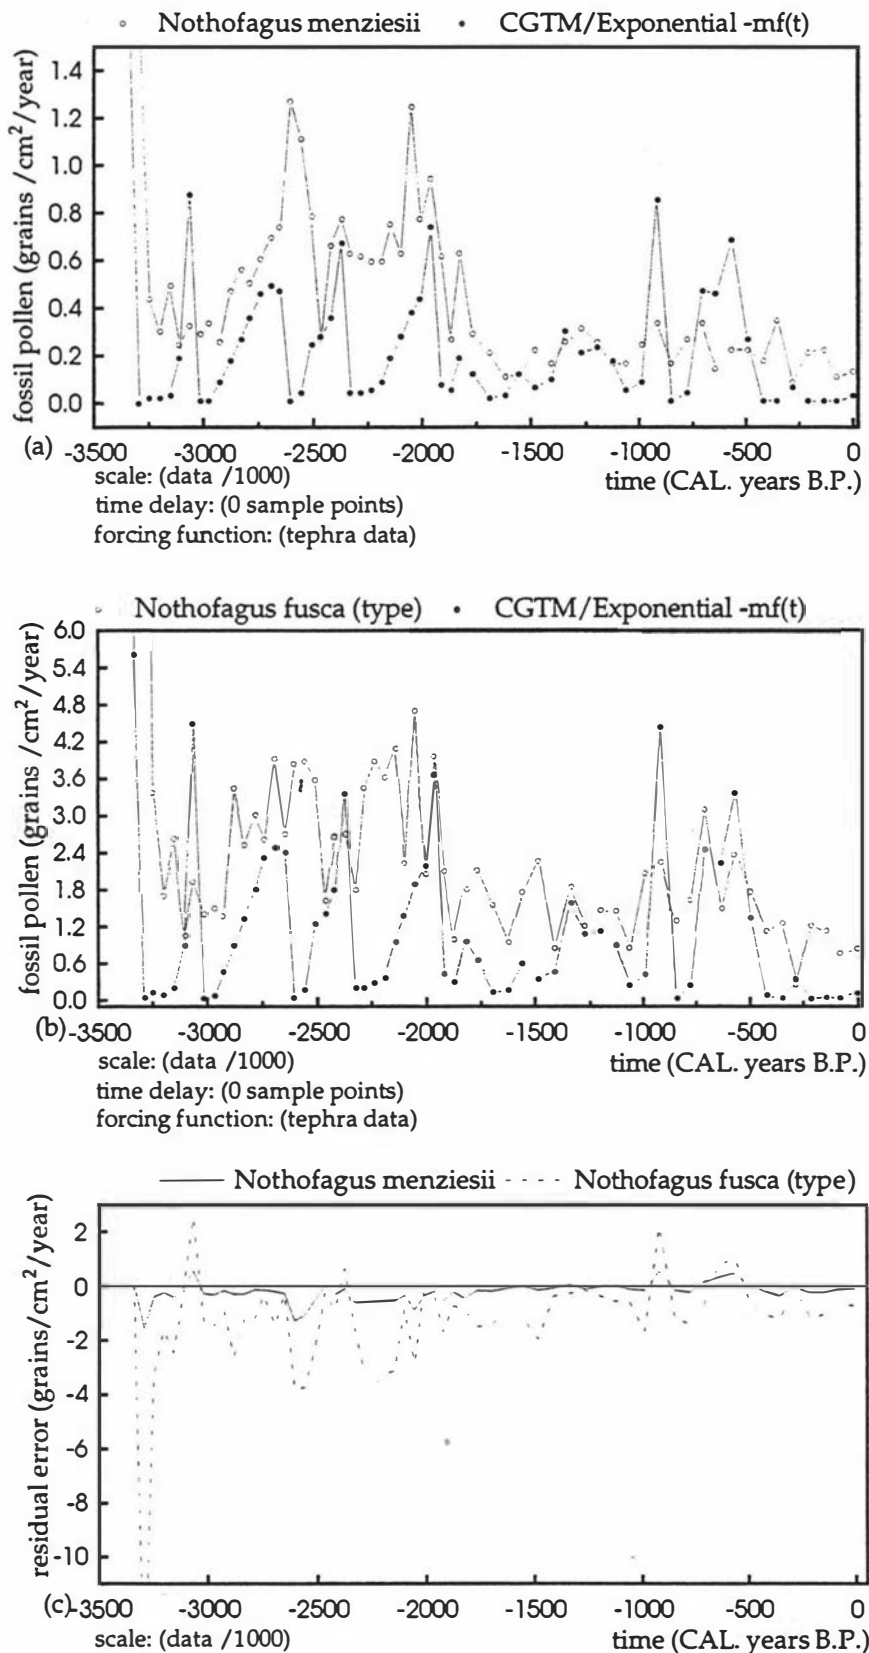 Nothofagus menziesii CGTM/Exponential -mf(t)
fossil pollen (grains /cm²/year)
1.4
1.2
1.0
0.8
0.6
0.4
0.2
0.0
(a) -3500 -3000 -2500 -2000 -1500 -1000 -500 0
scale: (data /1000) time (CAL. years B.P.)
time delay: (0 sample points)
forcing function: (tephra data)
Nothofagus fusca (type) CGTM/Exponential -mf(t)
fossil pollen (grains /cm²/year)
6.0
5.4
4.8
4.2
3.6
3.0
2.4
1.8
1.2
0.6
0.0
(b) -3500 -3000 -2500 -2000 -1500 -1000 -500 0
scale: (data /1000) time (CAL. years B.P.)
time delay: (0 sample points)
forcing function: (tephra data)
Nothofagus menziesii Nothofagus fusca (type)
residual error (grains/cm²/year)
2
0
-2
-4
-6
-8
-10
(c) -3500 -3000 -2500 -2000 -1500 -1000 -500 0
scale: (data /1000) time (CAL. years B.P.)